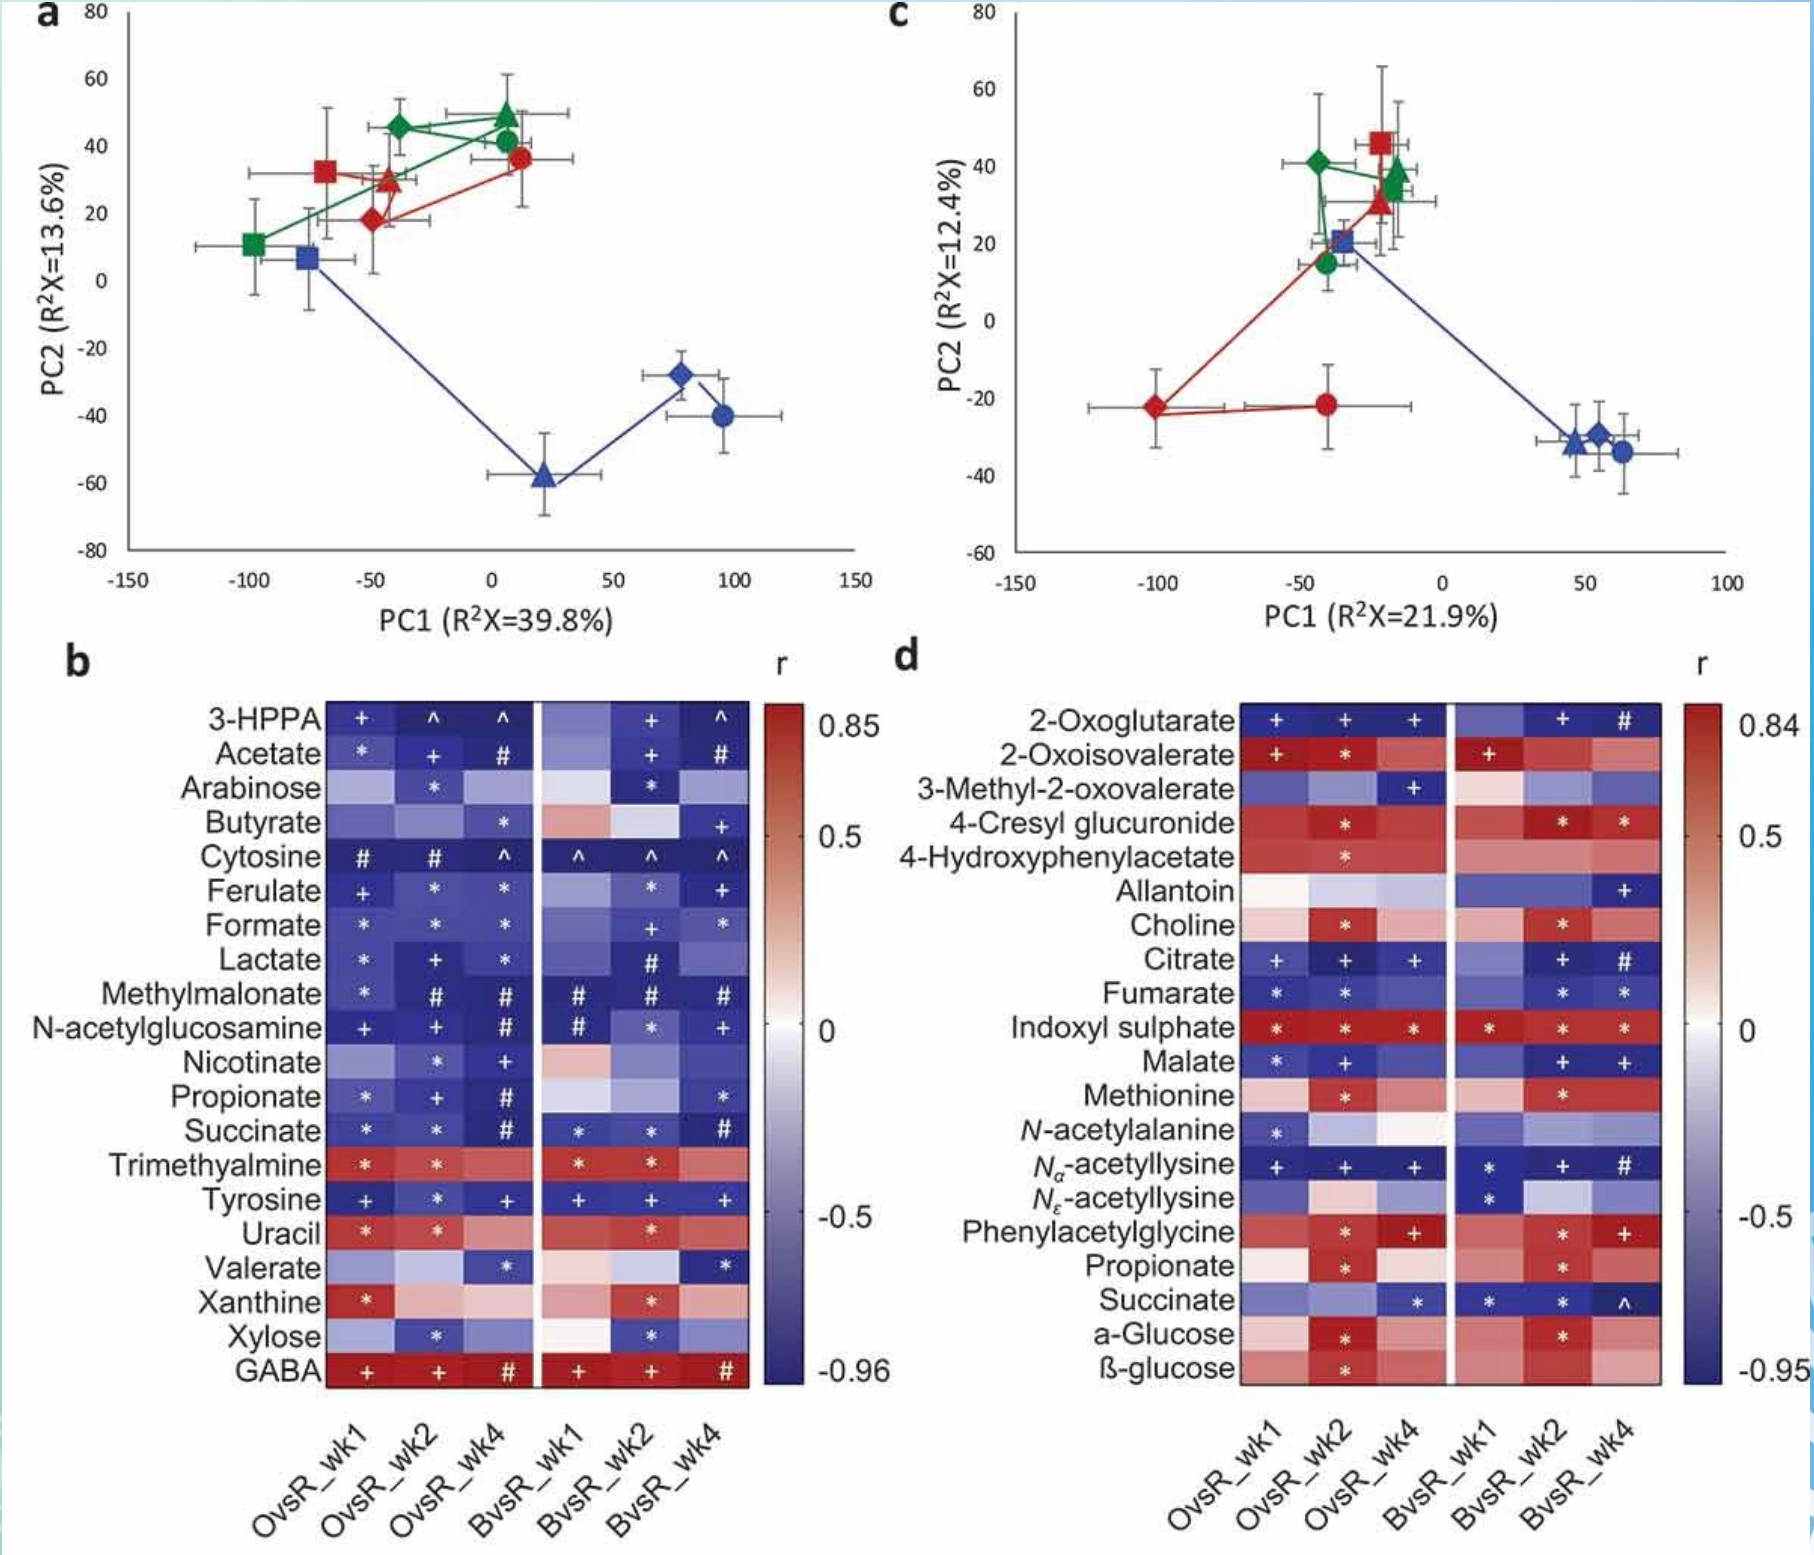 a
80
60
40
20
0
-20
-40
-60
-80
PC2 (R²X=13.6%)
-150 -100 -50 0 50 100 150
PC1 (R²X=39.8%)
c
80
60
40
20
0
-20
-40
-60
PC2 (R²X=12.4%)
-150 -100 -50 0 50 100
PC1 (R²X=21.9%)
b
r
3-HPPA + ^ ^ + ^
Acetate * + # + #
Arabinose * *
Butyrate * +
Cytosine # # ^ ^ ^ ^
Ferulate + * * * +
Formate * * * + *
Lactate * + * #
Methylmalonate * # # # # #
N-acetylglucosamine + + # # * +
Nicotinate * +
Propionate * + # *
Succinate * * # * * #
Trimethyalmine * * * *
Tyrosine + * + + + +
Uracil * * *
Valerate * *
Xanthine * *
Xylose * *
GABA + + # + + #
0.85
0.5
0
-0.5
-0.96
OvsR_wk1 OvsR_wk2 OvsR_wk4 BvsR_wk1 BvsR_wk2 BvsR_wk4
d
r
2-Oxoglutarate + + + + #
2-Oxoisovalerate + * +
3-Methyl-2-oxovalerate +
4-Cresyl glucuronide * * *
4-Hydroxyphenylacetate *
Allantoin +
Choline * *
Citrate + + + + #
Fumarate * * * *
Indoxyl sulphate * * * * * *
Malate * + + +
Methionine * *
N-acetylalanine *
Nα-acetyllysine + + + * + #
Nε-acetyllysine *
Phenylacetylglycine * + * +
Propionate * *
Succinate * * * ^
a-Glucose * *
ß-glucose *
0.84
0.5
0
-0.5
-0.95
OvsR_wk1 OvsR_wk2 OvsR_wk4 BvsR_wk1 BvsR_wk2 BvsR_wk4